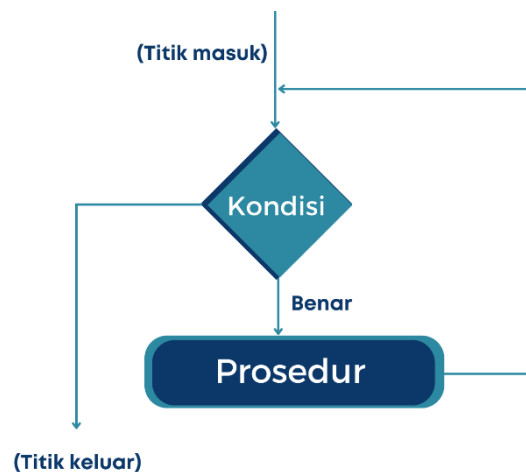 (Titik masuk)
Kondisi
Benar
Prosedur
(Titik keluar)